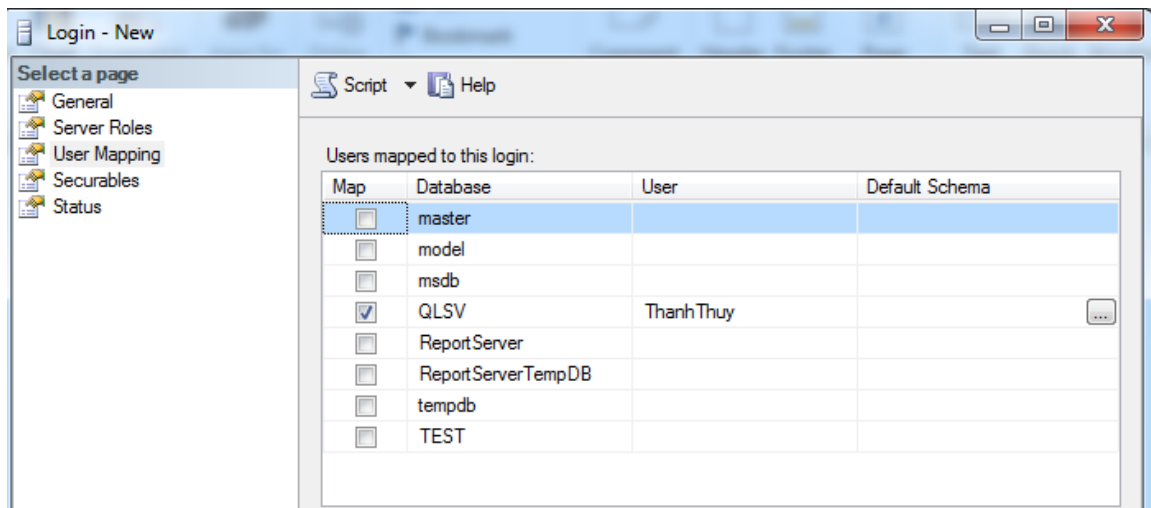 Login - New
Select a page
General
Server Roles
User Mapping
Securables
Status
Script Help
Users mapped to this login:
Map Database User Default Schema
master
model
msdb
QLSV ThanhThuy ...
ReportServer
ReportServerTempDB
tempdb
TEST